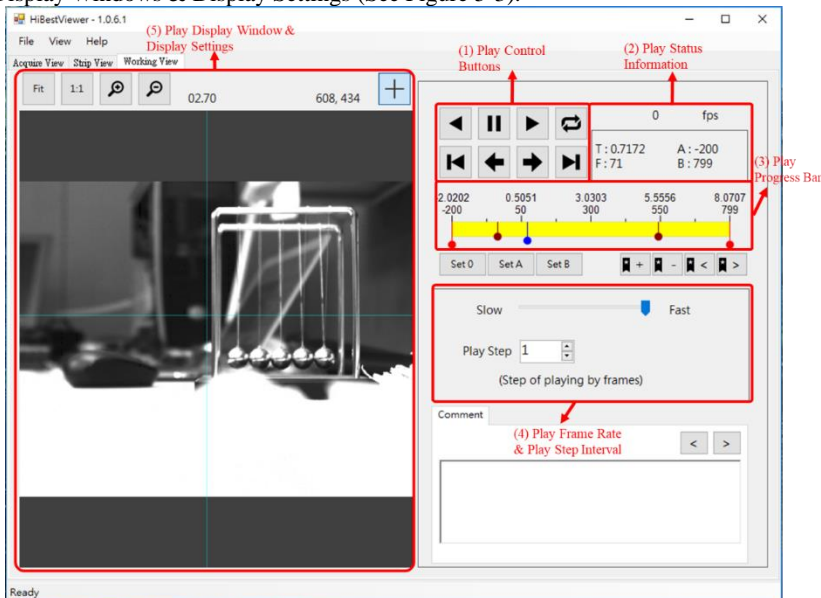 Display Windows & Display Settings (See Figure 3-3).
HiBestViewer - 1.0.6.1
File View Help
(5) Play Display Window &
Display Settings
Acquire View Strip View Working View
Fit 1:1 02.70 608, 434
(1) Play Control
Buttons
(2) Play Status
Information
0 fps
T : 0.7172 A : -200
F : 71 B : 799
(3) Play
Progress Bar
2.0202 0.5051 3.0303 5.5556 8.0707
-200 50 300 550 799
Set 0 Set A Set B + - < >
Slow Fast
Play Step 1
(Step of playing by frames)
Comment
(4) Play Frame Rate
& Play Step Interval
< >
Ready